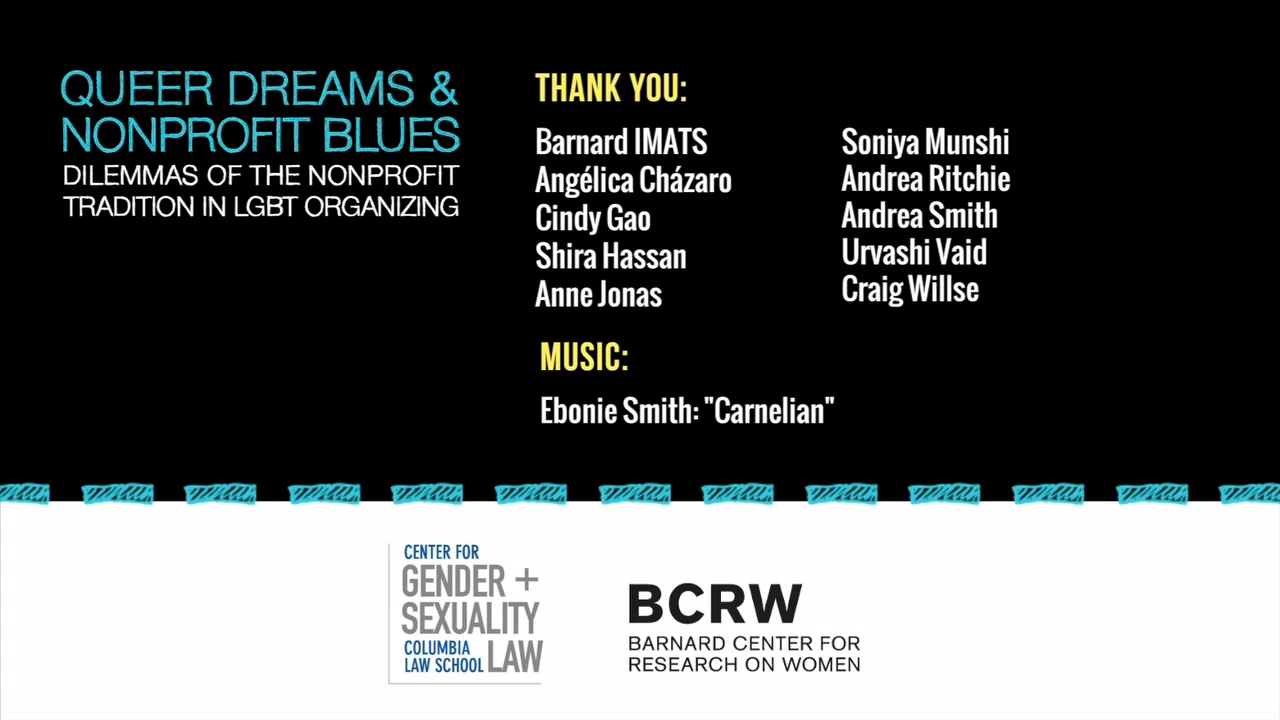 QUEER DREAMS &
NONPROFIT BLUES
DILEMMAS OF THE NONPROFIT
TRADITION IN LGBT ORGANIZING
THANK YOU:
Barnard IMATS
Angélica Cházaro
Cindy Gao
Shira Hassan
Anne Jonas
Soniya Munshi
Andrea Ritchie
Andrea Smith
Urvashi Vaid
Craig Willse
MUSIC:
Ebonie Smith: "Carnelian"
CENTER FOR
GENDER +
SEXUALITY
COLUMBIA
LAW SCHOOL LAW
BCRW
BARNARD CENTER FOR
RESEARCH ON WOMEN